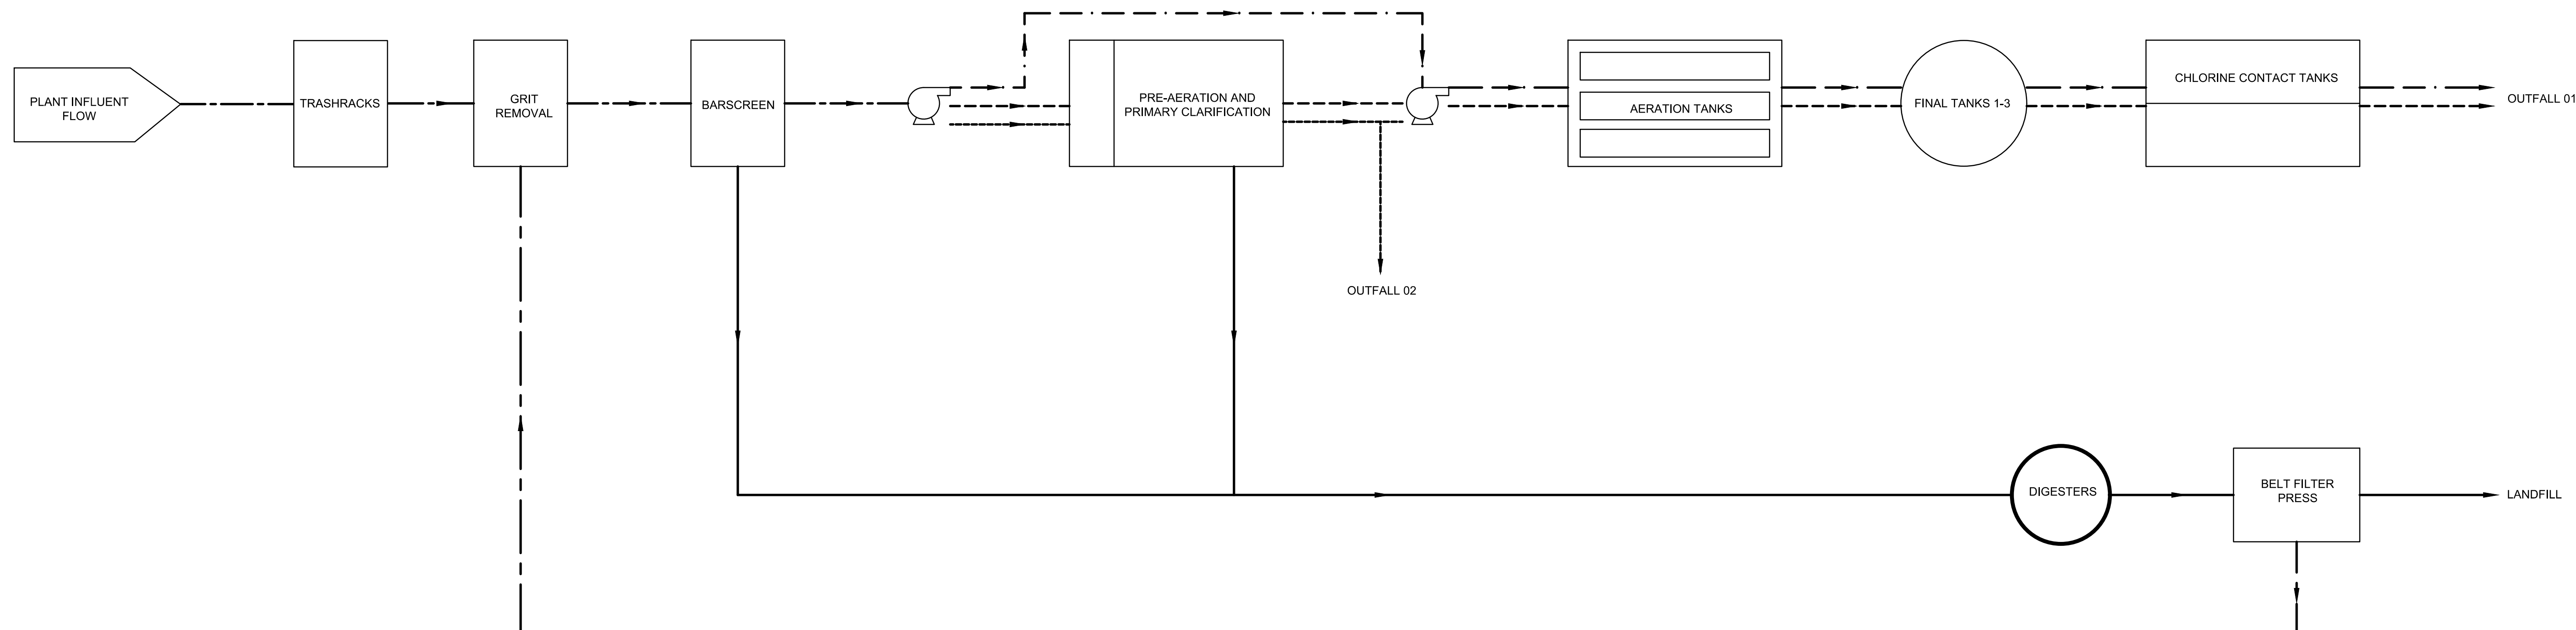 PLANT INFLUENT
FLOW
TRASHRACKS
GRIT
REMOVAL
BARSCREEN
PRE-AERATION AND
PRIMARY CLARIFICATION
AERATION TANKS
FINAL TANKS 1-3
CHLORINE CONTACT TANKS
OUTFALL 01
OUTFALL 02
DIGESTERS
BELT FILTER
PRESS
LANDFILL